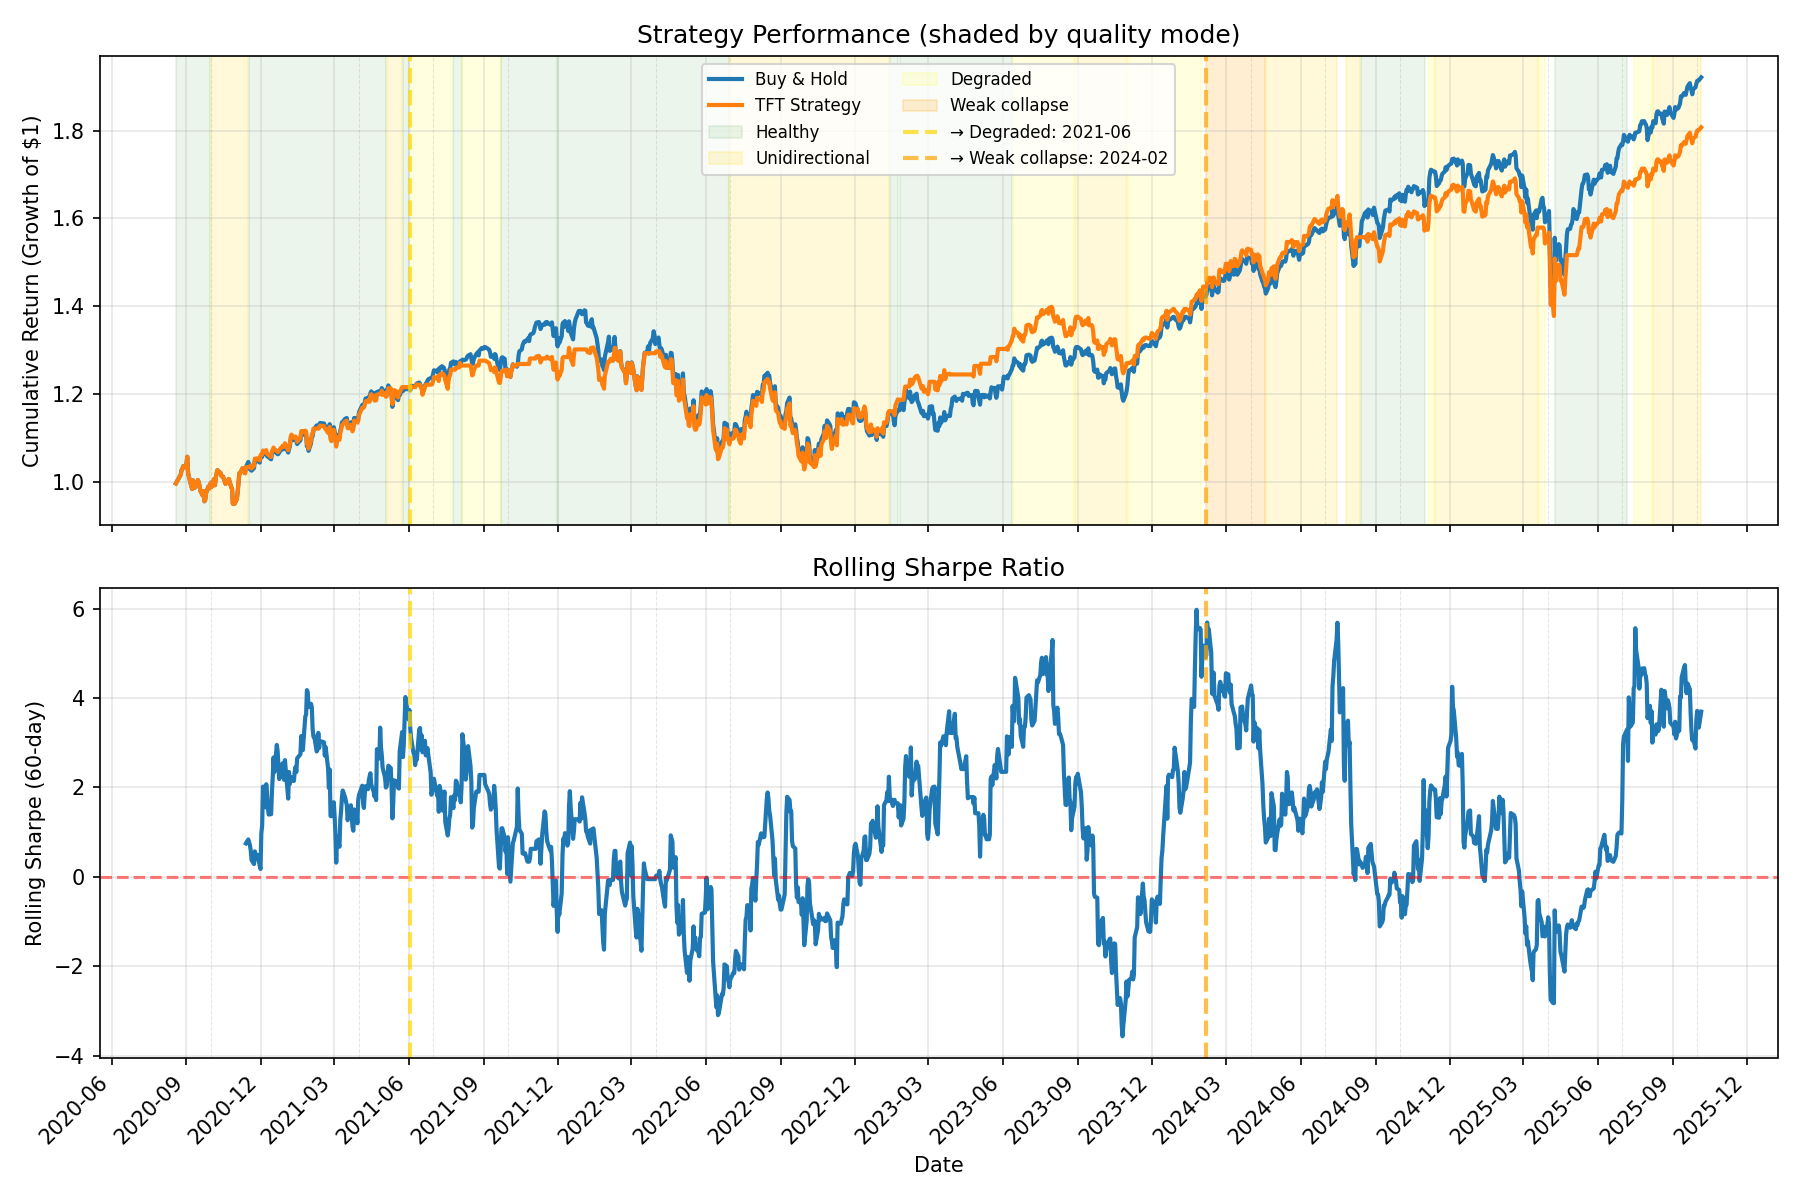 Strategy Performance (shaded by quality mode)
Cumulative Return (Growth of $1)
1.8
1.6
1.4
1.2
1.0
Buy & Hold
TFT Strategy
Healthy
Unidirectional
Degraded
Weak collapse
→ Degraded: 2021-06
→ Weak collapse: 2024-02
Rolling Sharpe Ratio
Rolling Sharpe (60-day)
6
4
2
0
−2
−4
2020-06
2020-09
2020-12
2021-03
2021-06
2021-09
2021-12
2022-03
2022-06
2022-09
2022-12
2023-03
2023-06
2023-09
2023-12
2024-03
2024-06
2024-09
2024-12
2025-03
2025-06
2025-09
2025-12
Date